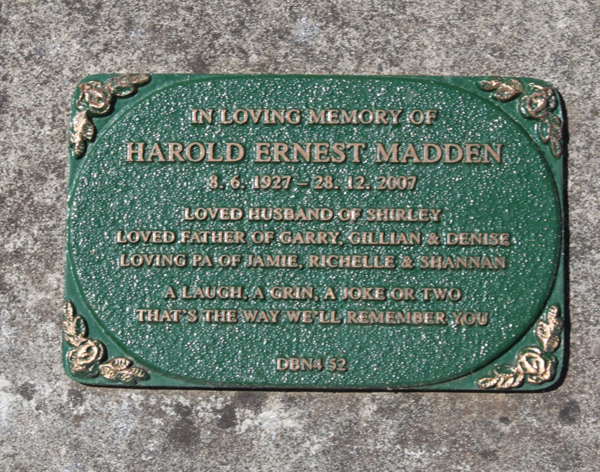 IN LOVING MEMORY OF
HAROLD ERNEST MADDEN
8. 6. 1927 – 28. 12. 2007
LOVED HUSBAND OF SHIRLEY
LOVED FATHER OF GARRY, GILLIAN & DENISE
LOVING PA OF JAMIE, RICHELLE & SHANNAN
A LAUGH, A GRIN, A JOKE OR TWO
THAT'S THE WAY WE'LL REMEMBER YOU
DBN4 52